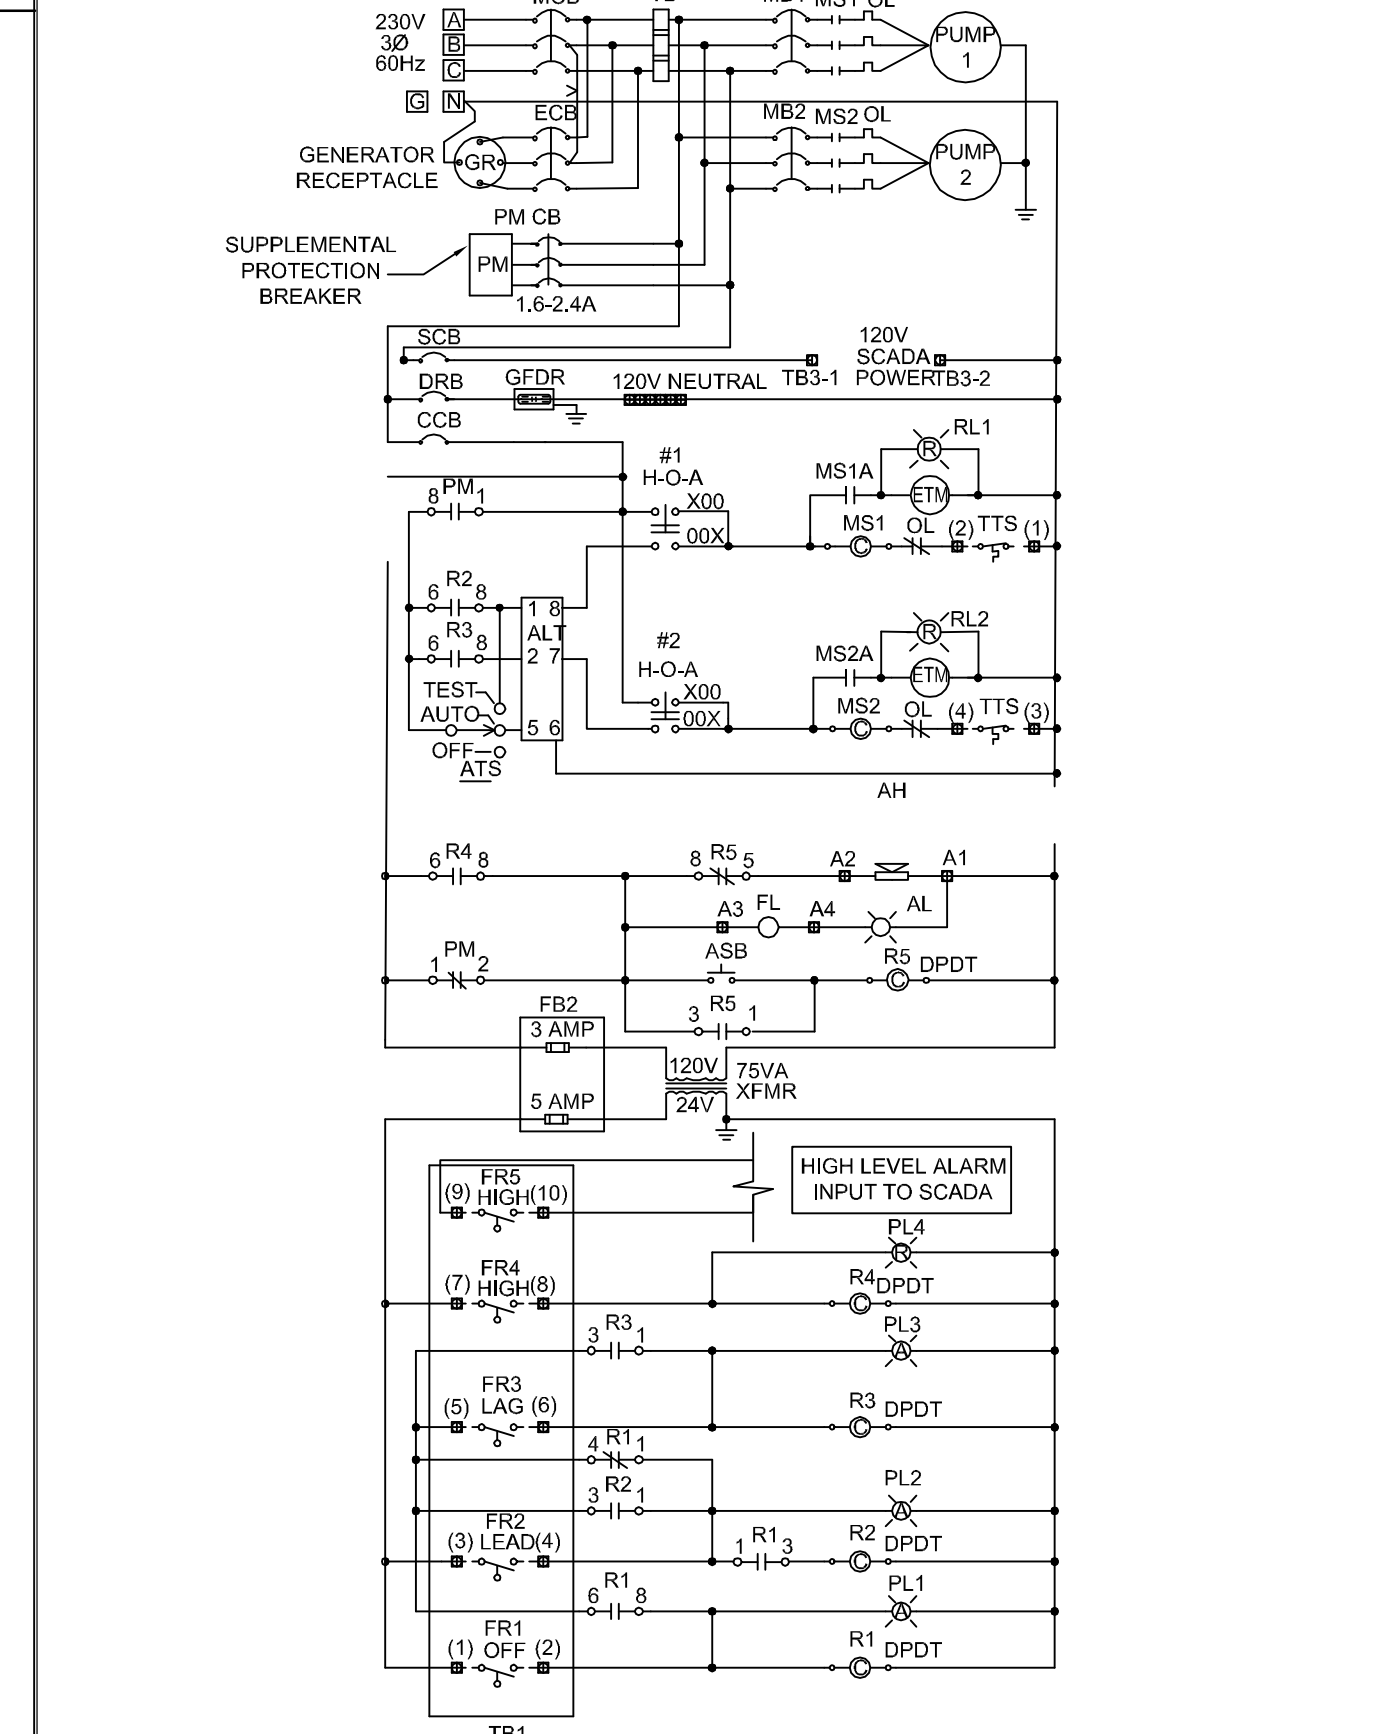 MCB
MB1 MS1 OL
230V
3Ø
60Hz
A
B
C
G N
PUMP
1
ECB
MB2 MS2 OL
GENERATOR
RECEPTACLE
GR
PUMP
2
PM CB
SUPPLEMENTAL
PROTECTION
BREAKER
PM
1.6-2.4A
SCB
120V
SCADA
POWER
TB3-1
TB3-2
DRB GFDR 120V NEUTRAL
CCB
RL1
R
#1
H-O-A
MS1A
ETM
8 PM 1
X00
00X
MS1 OL (2) TTS (1)
C
6 R2 8
1 8
ALT
6 R3 8
2 7
RL2
R
#2
H-O-A
MS2A
ETM
TEST
AUTO
OFF
ATS
5 6
X00
00X
MS2 OL (4) TTS (3)
C
AH
6 R4 8
8 R5 5
A2
A1
A3 FL A4
AL
ASB
1 PM 2
R5 DPDT
C
3 R5 1
FB2
3 AMP
120V
75VA
XFMR
5 AMP
24V
HIGH LEVEL ALARM
INPUT TO SCADA
FR5
(9) HIGH (10)
PL4
R
FR4
(7) HIGH (8)
R4 DPDT
C
3 R3 1
PL3
A
FR3
(5) LAG (6)
R3 DPDT
C
4 R1 1
3 R2 1
PL2
A
FR2
(3) LEAD (4)
1 R1 3
R2 DPDT
C
6 R1 8
PL1
A
FR1
(1) OFF (2)
R1 DPDT
C
TB1